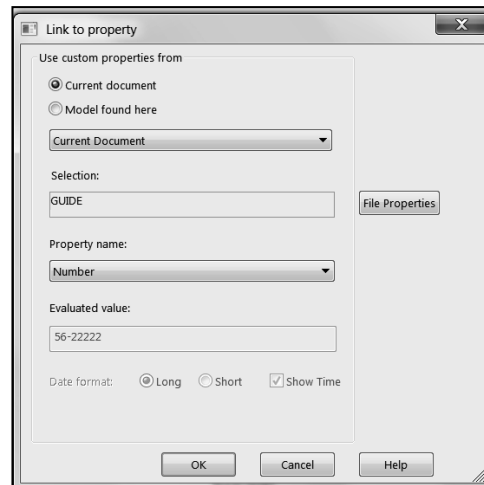 Link to property
Use custom properties from
Current document
Model found here
Current Document
Selection:
GUIDE
File Properties
Property name:
Number
Evaluated value:
56-22222
Date format: Long Short Show Time
OK Cancel Help